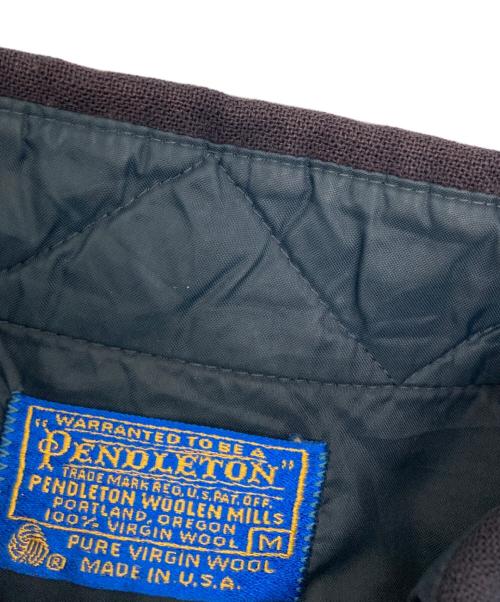 WARRANTED TO BE A
"PENDLETON"
TRADE MARK REG. U.S. PAT. OFF.
PENDLETON WOOLEN MILLS
PORTLAND, OREGON
100% VIRGIN WOOL M
PURE VIRGIN WOOL
MADE IN U.S.A.